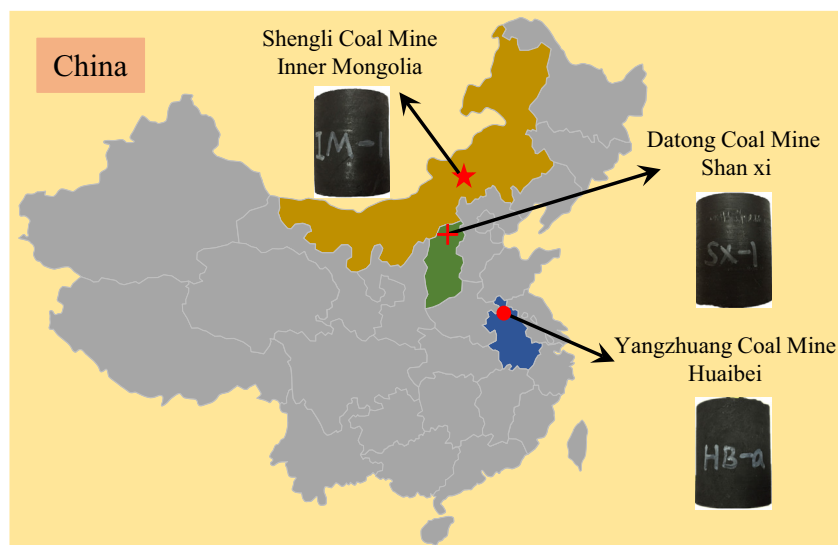 China
Shengli Coal Mine
Inner Mongolia
IM-1
Datong Coal Mine
Shan xi
SX-1
Yangzhuang Coal Mine
Huaibei
HB-a